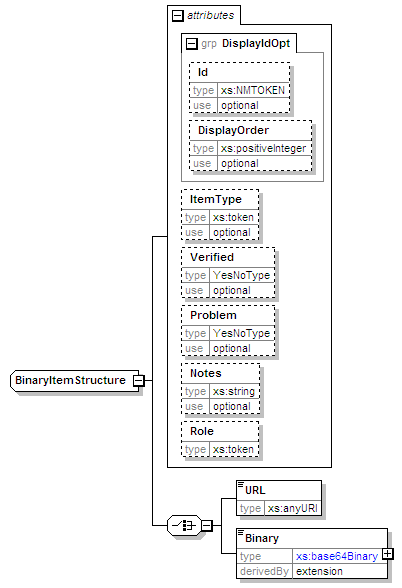 attributes
grp DisplayIdOpt
Id
type xs:NMTOKEN
use optional
DisplayOrder
type xs:positiveInteger
use optional
ItemType
type xs:token
use optional
Verified
type YesNoType
use optional
Problem
type YesNoType
use optional
BinaryItemStructure
Notes
type xs:string
use optional
Role
type xs:token
URL
type xs:anyURI
Binary
type xs:base64Binary
derivedBy extension